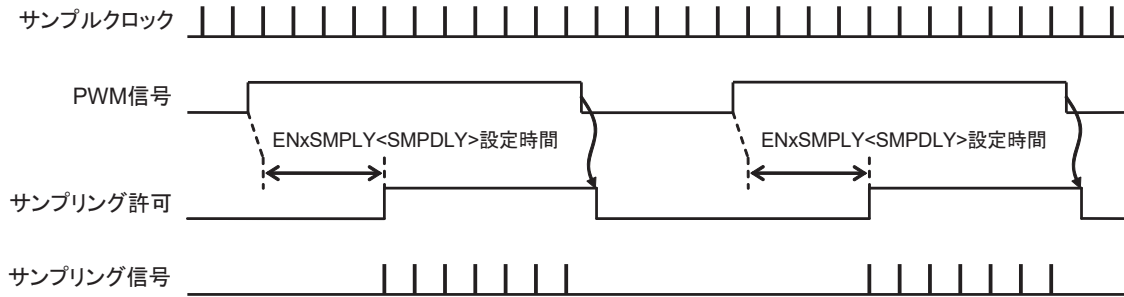 サンプルクロック
PWM信号
ENxSMPLY<SMPDLY>設定時間 ENxSMPLY<SMPDLY>設定時間
サンプリング許可
サンプリング信号